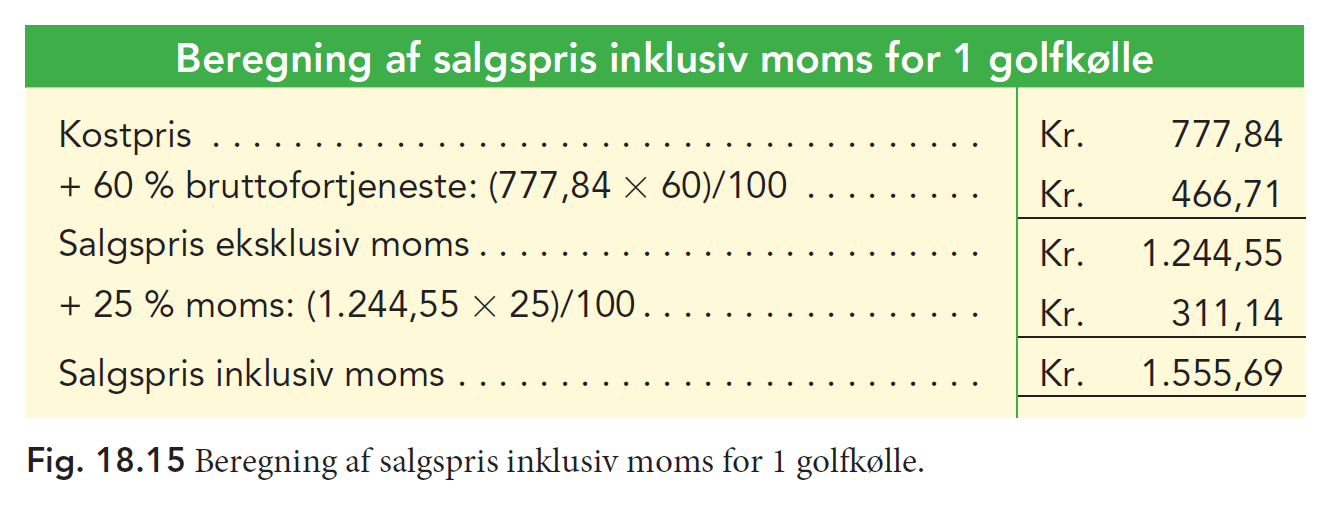 Beregning af salgspris inklusiv moms for 1 golfkølle
Kostpris . . . . . . . . . . . . . . . . . . . . . . . . . . . . . . . . . . . . . . Kr. 777,84
+ 60 % bruttofortjeneste: (777,84 × 60)/100 . . . . . . . . . Kr. 466,71
Salgspris eksklusiv moms . . . . . . . . . . . . . . . . . . . . . . . . . Kr. 1.244,55
+ 25 % moms: (1.244,55 × 25)/100 . . . . . . . . . . . . . . . . . Kr. 311,14
Salgspris inklusiv moms . . . . . . . . . . . . . . . . . . . . . . . . . . Kr. 1.555,69
Fig. 18.15 Beregning af salgspris inklusiv moms for 1 golfkølle.